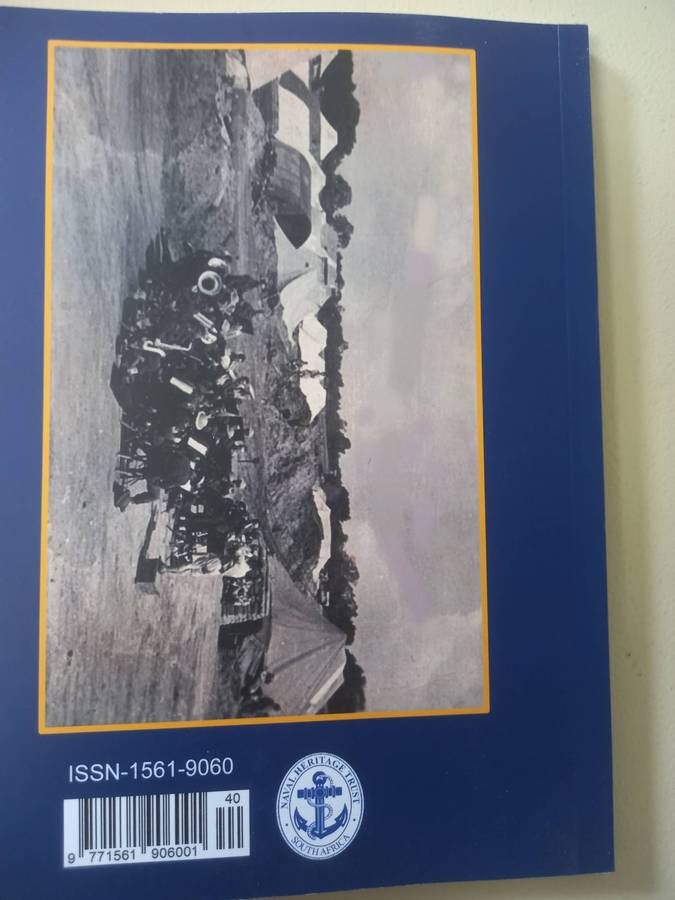 ISSN-1561-9060
40
9 771561 906001
NAVAL HERITAGE TRUST
SOUTH AFRICA